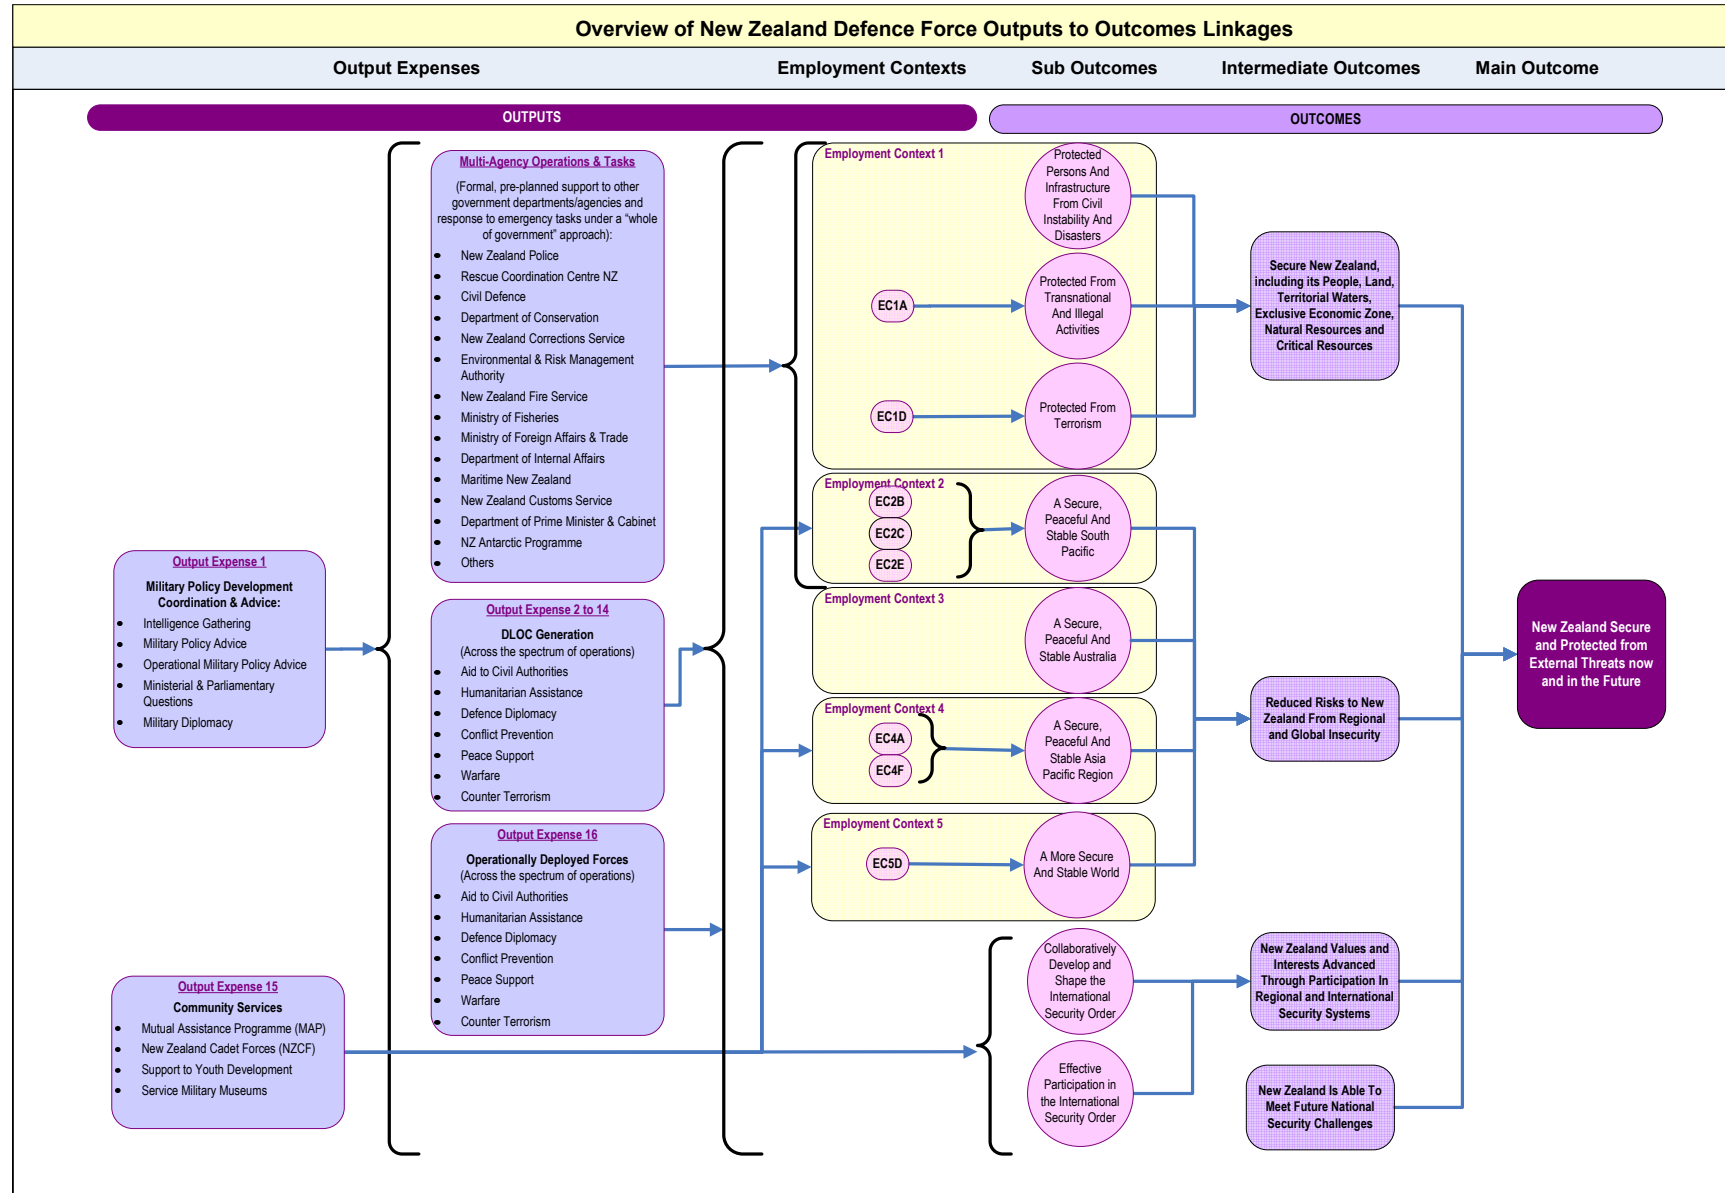 Overview of New Zealand Defence Force Outputs to Outcomes Linkages
Output Expenses
Employment Contexts
Sub Outcomes
Intermediate Outcomes
Main Outcome
OUTPUTS
OUTCOMES
Output Expense 1
Military Policy Development
Coordination & Advice:
• Intelligence Gathering
• Military Policy Advice
• Operational Military Policy Advice
• Ministerial & Parliamentary
Questions
• Military Diplomacy
Output Expense 15
Community Services
• Mutual Assistance Programme (MAP)
• New Zealand Cadet Forces (NZCF)
• Support to Youth Development
• Service Military Museums
Multi-Agency Operations & Tasks
(Formal, pre-planned support to other
government departments/agencies and
response to emergency tasks under a “whole
of government” approach):
• New Zealand Police
• Rescue Coordination Centre NZ
• Civil Defence
• Department of Conservation
• New Zealand Corrections Service
• Environmental & Risk Management
Authority
• New Zealand Fire Service
• Ministry of Fisheries
• Ministry of Foreign Affairs & Trade
• Department of Internal Affairs
• Maritime New Zealand
• New Zealand Customs Service
• Department of Prime Minister & Cabinet
• NZ Antarctic Programme
• Others
Output Expense 2 to 14
DLOC Generation
(Across the spectrum of operations)
• Aid to Civil Authorities
• Humanitarian Assistance
• Defence Diplomacy
• Conflict Prevention
• Peace Support
• Warfare
• Counter Terrorism
Output Expense 16
Operationally Deployed Forces
(Across the spectrum of operations)
• Aid to Civil Authorities
• Humanitarian Assistance
• Defence Diplomacy
• Conflict Prevention
• Peace Support
• Warfare
• Counter Terrorism
Employment Context 1
EC1A
EC1D
Protected
Persons And
Infrastructure
From Civil
Instability And
Disasters
Protected From
Transnational
And Illegal
Activities
Protected From
Terrorism
Employment Context 2
EC2B
EC2C
EC2E
A Secure,
Peaceful And
Stable South
Pacific
Employment Context 3
A Secure,
Peaceful And
Stable Australia
Employment Context 4
EC4A
EC4F
A Secure,
Peaceful And
Stable Asia
Pacific Region
Employment Context 5
EC5D
A More Secure
And Stable World
Collaboratively
Develop and
Shape the
International
Security Order
Effective
Participation in
the International
Security Order
Secure New Zealand,
including its People, Land,
Territorial Waters,
Exclusive Economic Zone,
Natural Resources and
Critical Resources
Reduced Risks to New
Zealand From Regional
and Global Insecurity
New Zealand Values and
Interests Advanced
Through Participation In
Regional and International
Security Systems
New Zealand Is Able To
Meet Future National
Security Challenges
New Zealand Secure
and Protected from
External Threats now
and in the Future